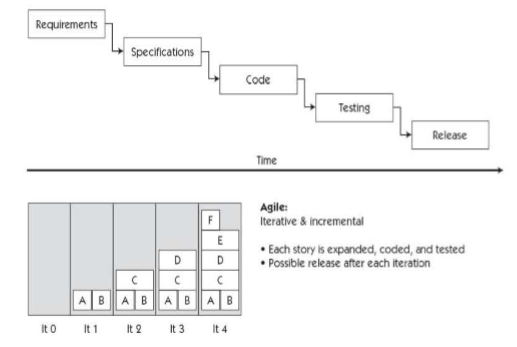 Requirements
Specifications
Code
Testing
Release
Time
Agile:
Iterative & incremental
• Each story is expanded, coded, and tested
• Possible release after each iteration
F
E
D D
C C C
A B A B A B A B
It 0 It 1 It 2 It 3 It 4